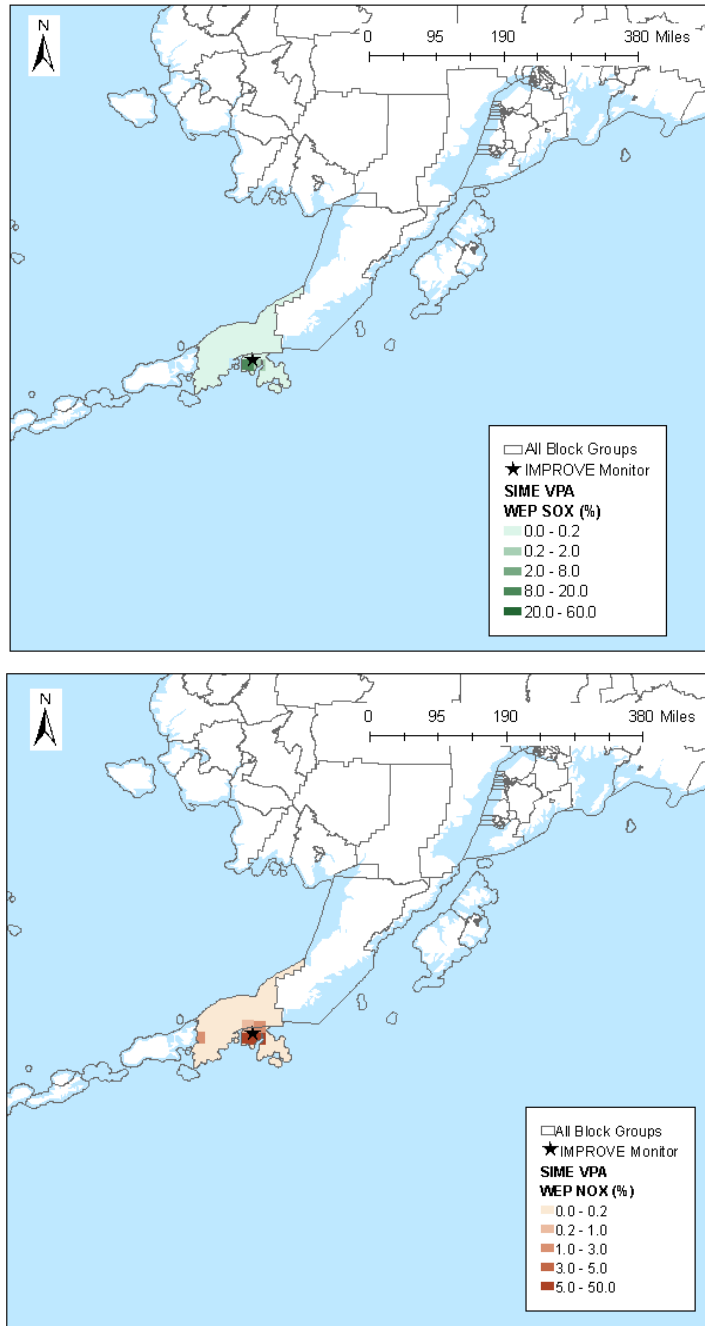 N
0 95 190 380 Miles
All Block Groups
IMPROVE Monitor
SIME VPA
WEP SOX (%)
0.0 - 0.2
0.2 - 2.0
2.0 - 8.0
8.0 - 20.0
20.0 - 60.0
N
0 95 190 380 Miles
All Block Groups
IMPROVE Monitor
SIME VPA
WEP NOX (%)
0.0 - 0.2
0.2 - 1.0
1.0 - 3.0
3.0 - 5.0
5.0 - 50.0